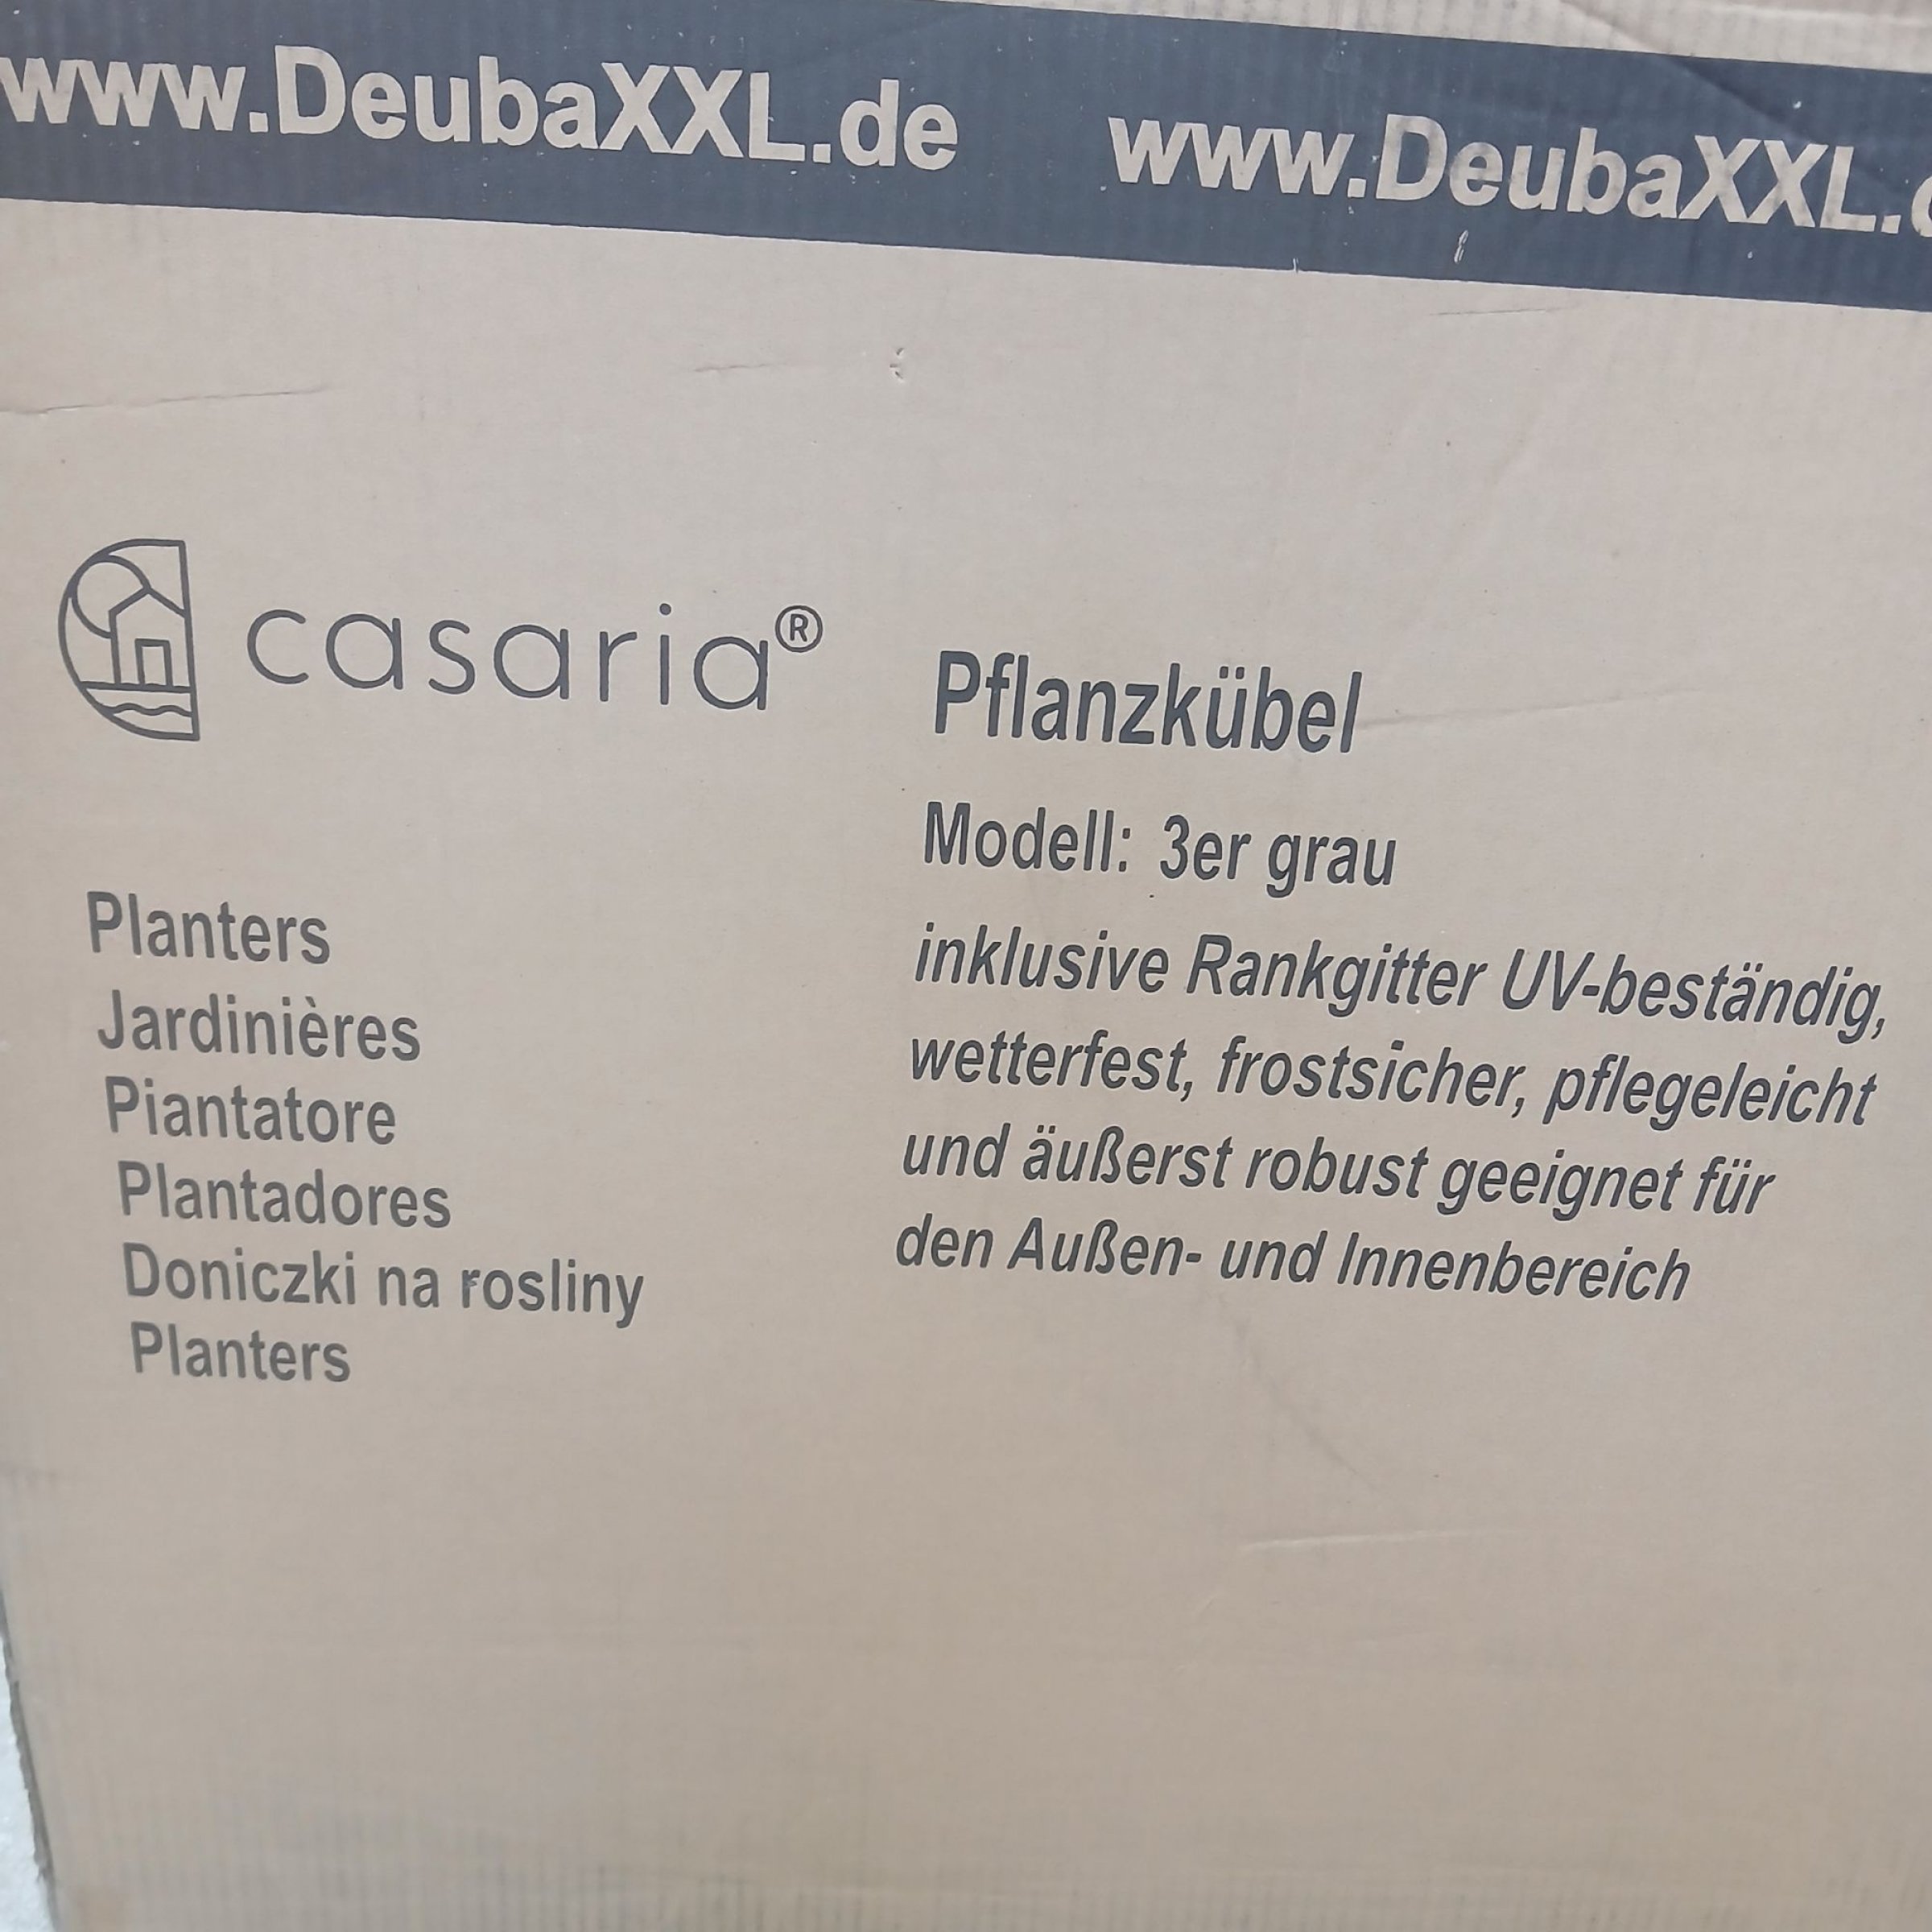 www.DeubaXXL.de www.DeubaXXL.
casaria®
Pflanzkübel
Modell: 3er grau
inklusive Rankgitter UV-beständig,
wetterfest, frostsicher, pflegeleicht
und äußerst robust geeignet für
den Außen- und Innenbereich
Planters
Jardinières
Piantatore
Plantadores
Doniczki na rosliny
Planters